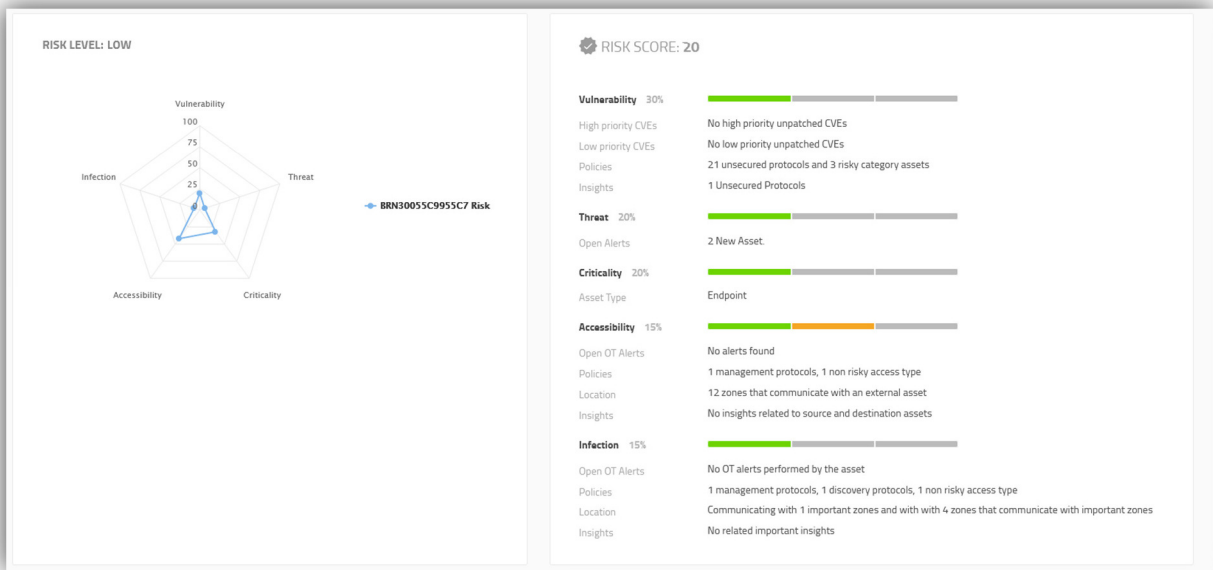 RISK LEVEL: LOW
Vulnerability
100
75
50
25
0
Infection
Threat
Accessibility
Criticality
BRN30055C9955C7 Risk
RISK SCORE: 20
Vulnerability 30%
High priority CVEs No high priority unpatched CVEs
Low priority CVEs No low priority unpatched CVEs
Policies 21 unsecured protocols and 3 risky category assets
Insights 1 Unsecured Protocols
Threat 20%
Open Alerts 2 New Asset.
Criticality 20%
Asset Type Endpoint
Accessibility 15%
Open OT Alerts No alerts found
Policies 1 management protocols, 1 non risky access type
Location 12 zones that communicate with an external asset
Insights No insights related to source and destination assets
Infection 15%
Open OT Alerts No OT alerts performed by the asset
Policies 1 management protocols, 1 discovery protocols, 1 non risky access type
Location Communicating with 1 important zones and with with 4 zones that communicate with important zones
Insights No related important insights